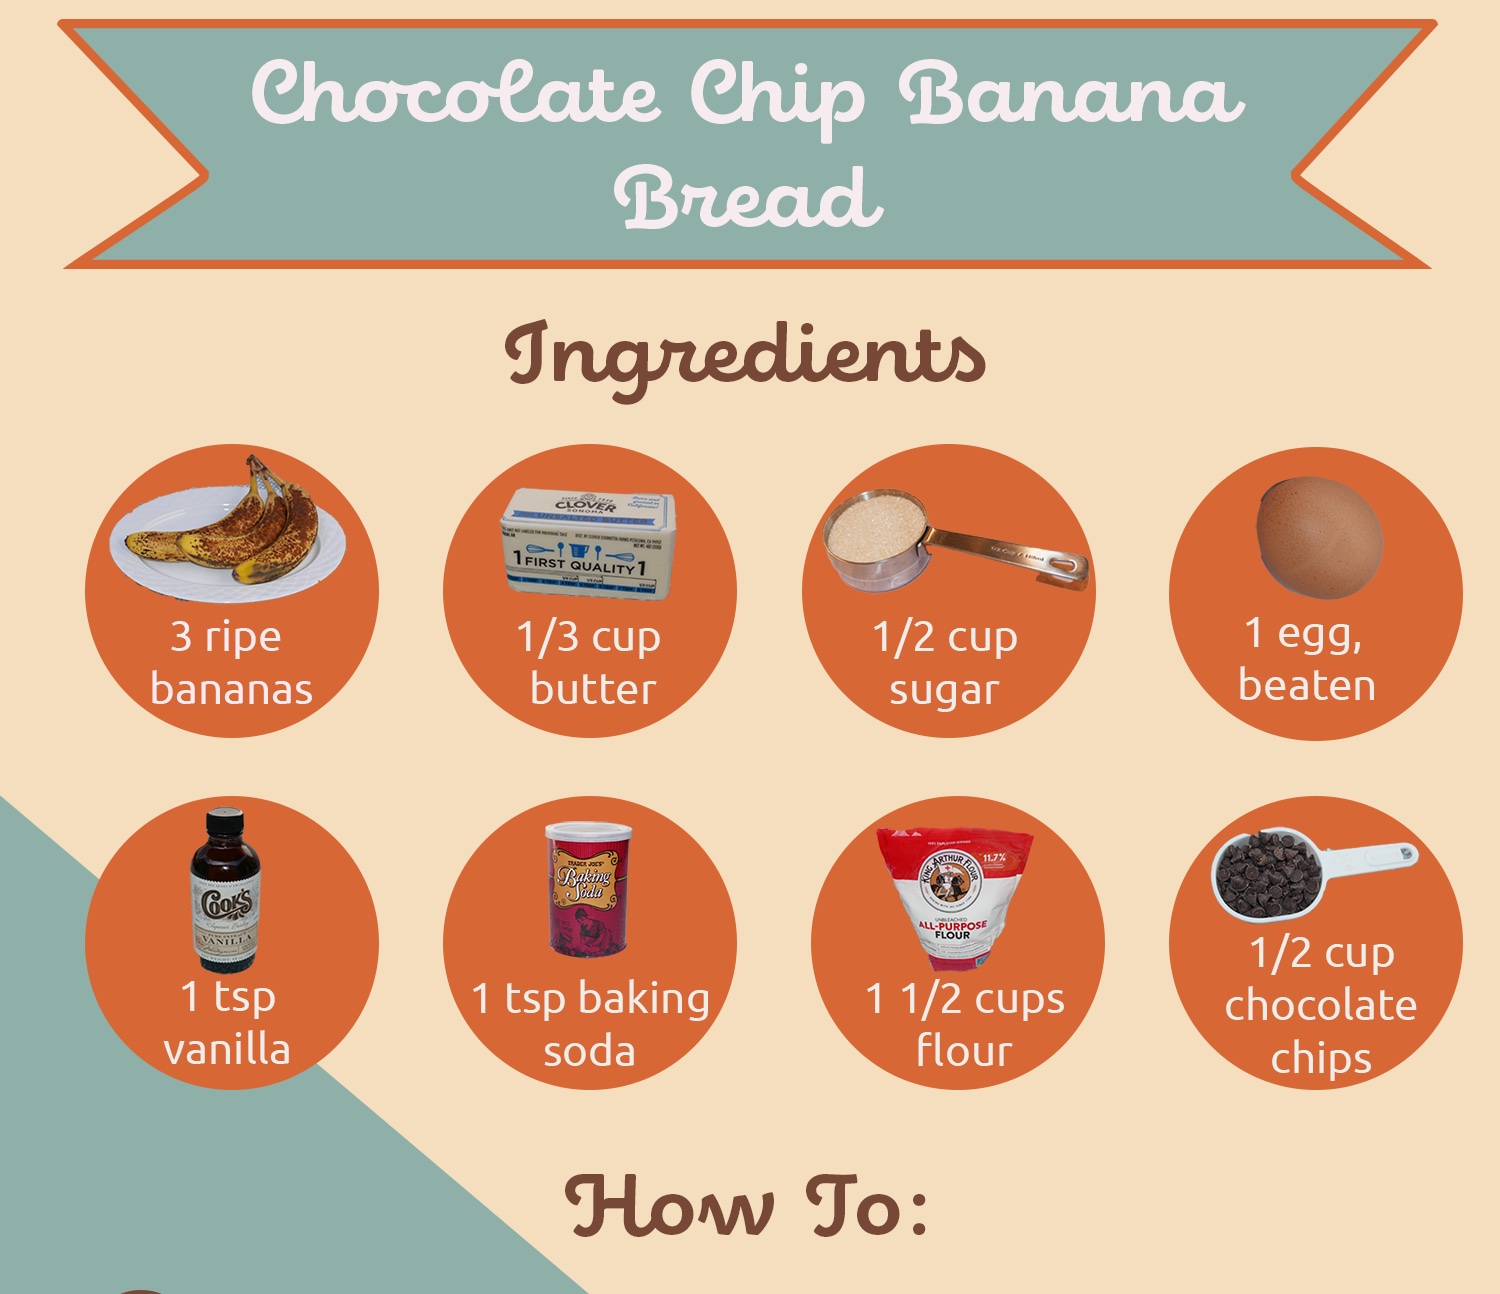 Chocolate Chip Banana
Bread
Ingredients
3 ripe
bananas
CLOVER
SONOMA
UNSALTED BUTTER
1 FIRST QUALITY 1
1/3 cup
butter
1/2 cup
sugar
1 egg,
beaten
COOK'S
VANILLA
1 tsp
vanilla
TRADER JOE'S
Baking
Soda
1 tsp baking
soda
KING ARTHUR FLOUR
11.7%
UNBLEACHED
ALL-PURPOSE
FLOUR
1 1/2 cups
flour
1/2 cup
chocolate
chips
How To: